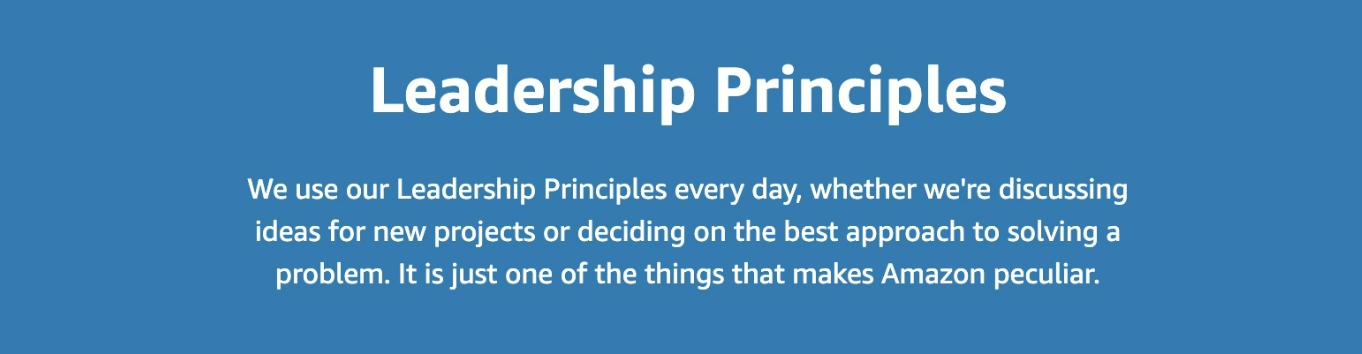 Leadership Principles
We use our Leadership Principles every day, whether we're discussing
ideas for new projects or deciding on the best approach to solving a
problem. It is just one of the things that makes Amazon peculiar.